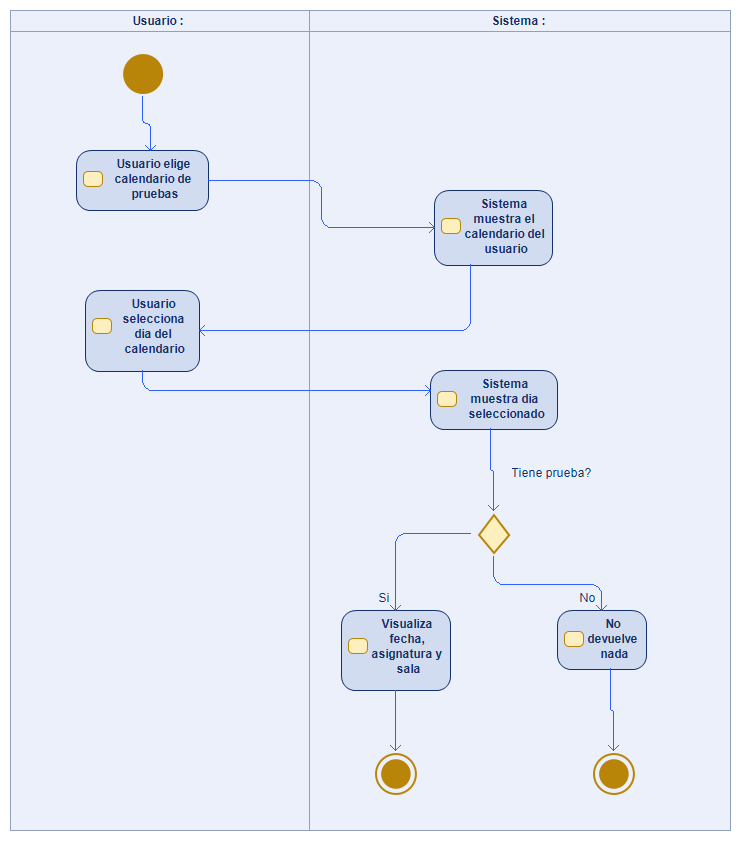 Usuario :
Sistema :
Usuario elige
calendario de
pruebas
Sistema
muestra el
calendario del
usuario
Usuario
selecciona
dia del
calendario
Sistema
muestra dia
seleccionado
Tiene prueba?
Si
No
Visualiza
fecha,
asignatura y
sala
No
devuelve
nada